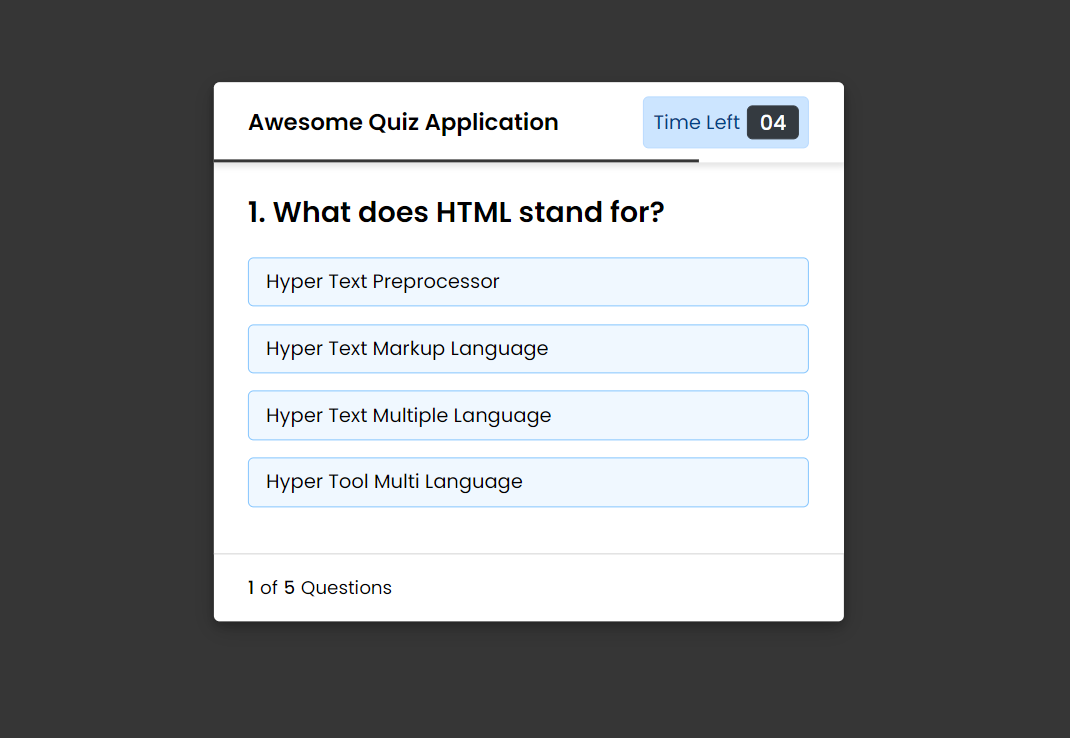 Awesome Quiz Application
Time Left 04
1. What does HTML stand for?
Hyper Text Preprocessor
Hyper Text Markup Language
Hyper Text Multiple Language
Hyper Tool Multi Language
1 of 5 Questions